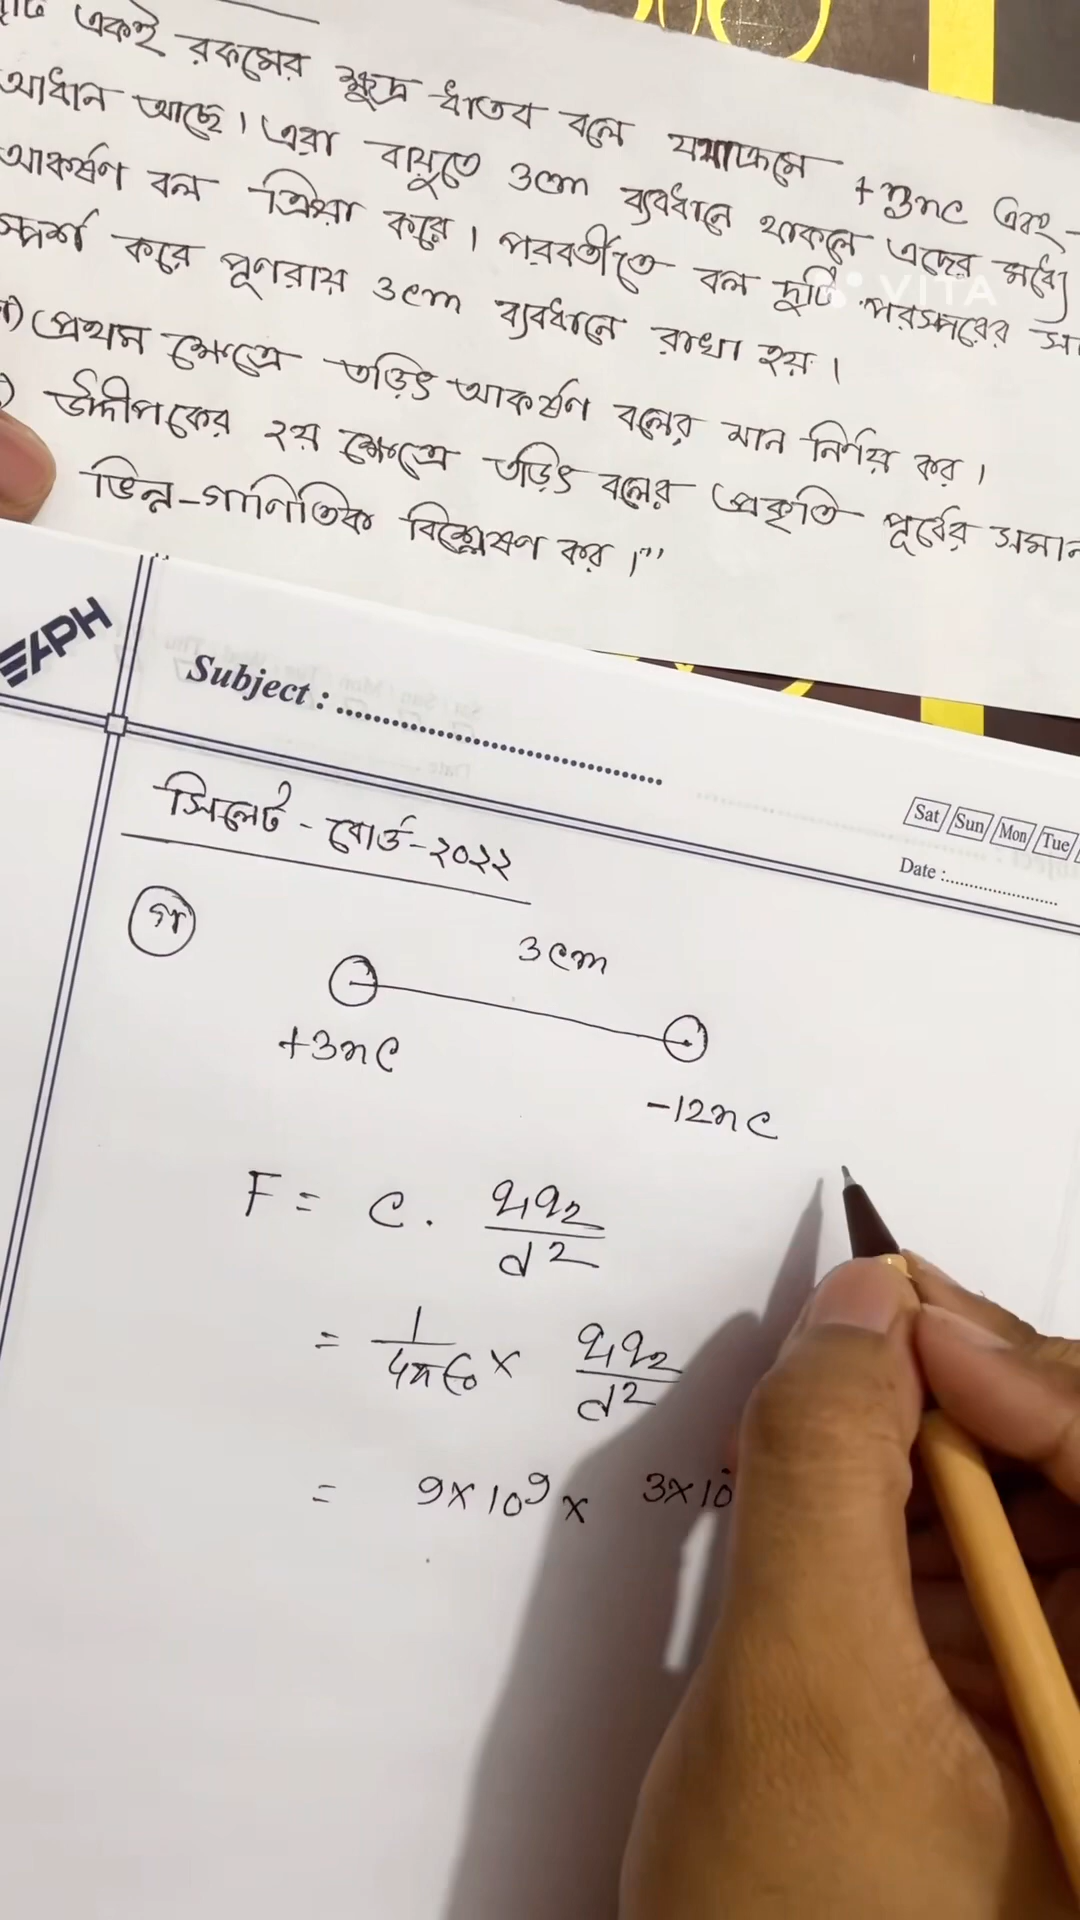 একই রকমের ক্ষুদ্র ধাতব বলে যথাক্রমে +3nc এবং -
আধান আছে। এরা বায়ুতে 3cm ব্যবধানে থাকলে এদের মধ্যে
আকর্ষণ বল ক্রিয়া করে। পরবর্তীতে বল দুটি পরস্পরের
স্পর্শ করে পূণরায় 3cm ব্যবধানে রাখা হয়।
প্রথম ক্ষেত্রে তড়িৎ আকর্ষণ বলের মান নির্ণয় কর।
উদ্দীপকের ২য় ক্ষেত্রে তড়িৎ বলের প্রকৃতি পূর্বের সমান
ভিন্ন-গাণিতিক বিশ্লেষণ কর।”
VITA
APH
Subject : ..........
সিলেট - বোর্ড-২০২২
Sat Sun Mon Tue
Date :..........
গ
3cm
+3nc
-12nc
F = c . q₁q₂ / d²
= 1 / 4πϵ₀ × q₁q₂ / d²
= 9×10⁹ × 3×10⁻